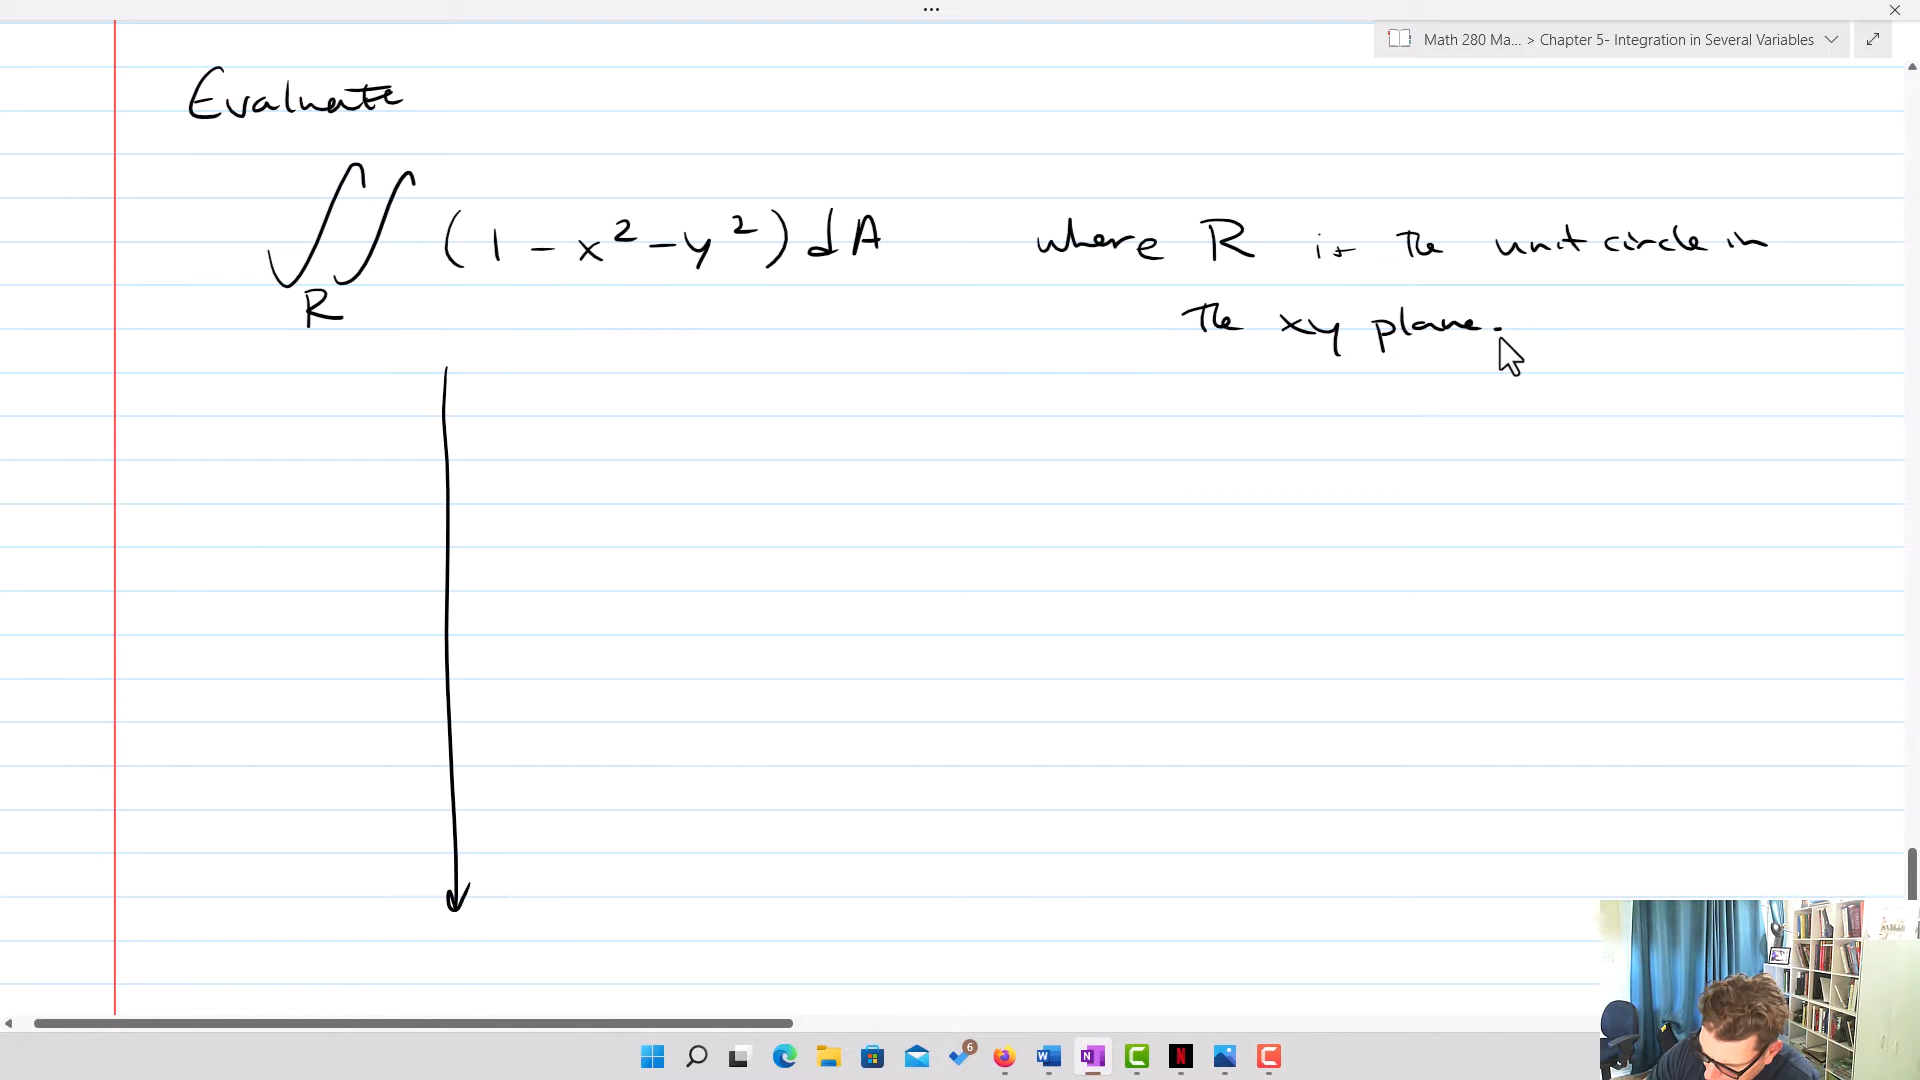 Math 280 Ma... > Chapter 5- Integration in Several Variables
Evaluate
∬ (1 - x² - y²) dA where R is the unit circle in
R
the xy plane.
6